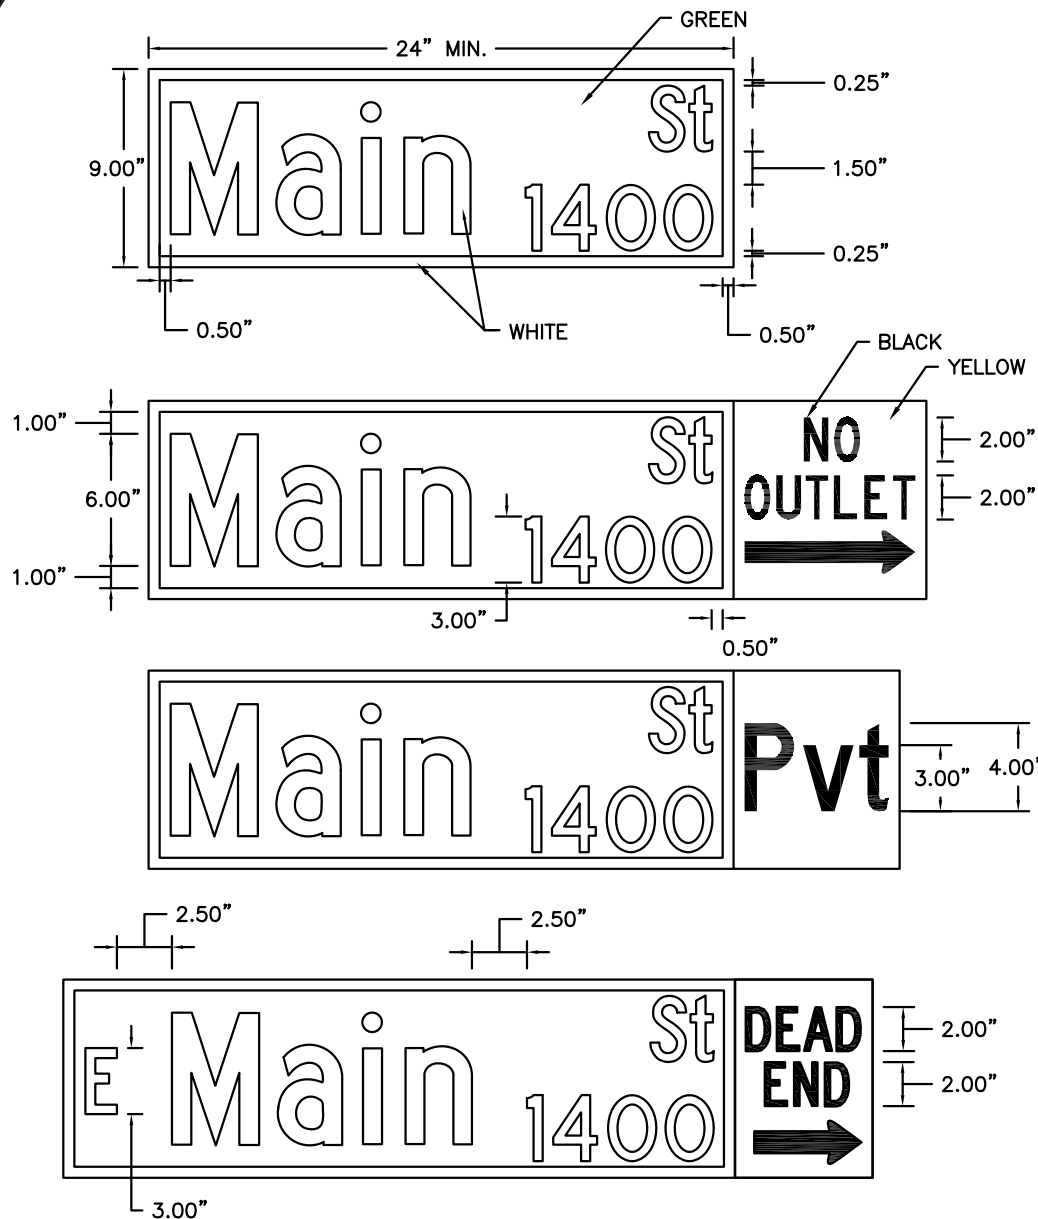 GREEN
24” MIN.
0.25”
Main St
9.00”
1.50”
1400
0.25”
0.50”
WHITE
0.50”
BLACK
YELLOW
1.00”
Main St
NO
2.00”
6.00”
OUTLET
2.00”
1400
1.00”
3.00”
0.50”
Main St
Pvt
3.00”
4.00”
1400
2.50”
2.50”
Main St
DEAD
2.00”
E
END
2.00”
1400
3.00”